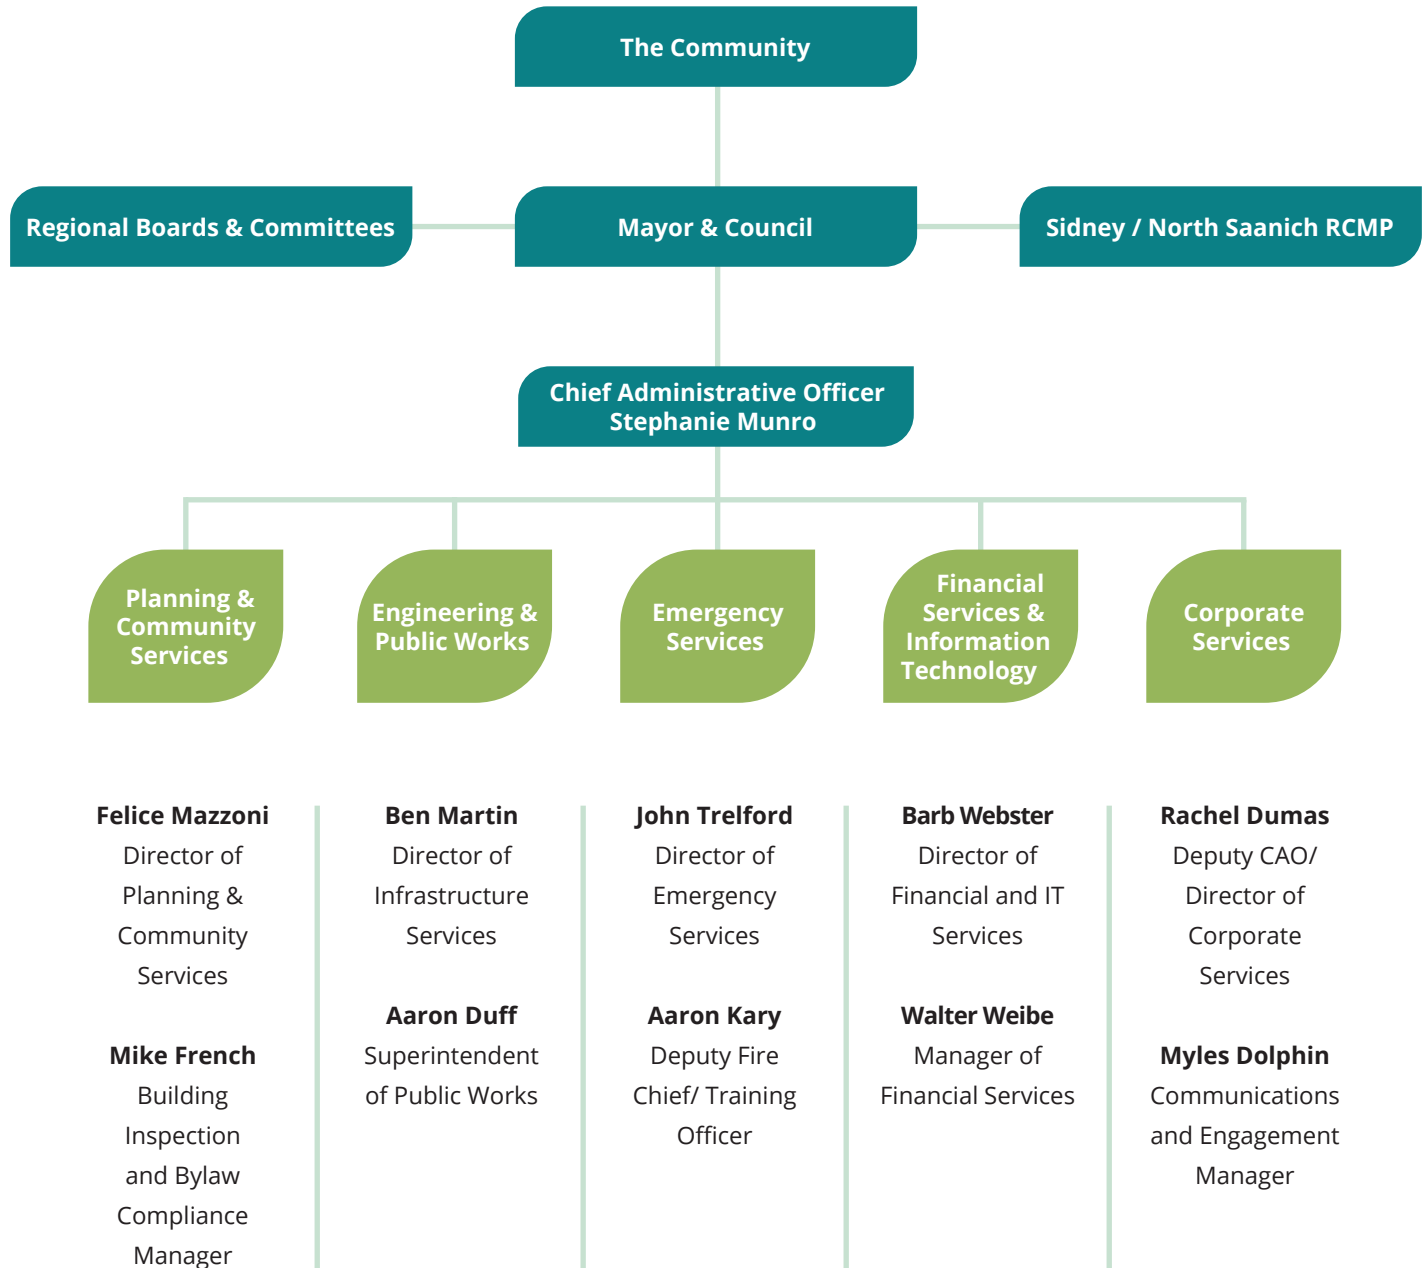 The Community
Regional Boards & Committees
Mayor & Council
Sidney / North Saanich RCMP
Chief Administrative Officer
Stephanie Munro
Planning &
Community
Services
Engineering &
Public Works
Emergency
Services
Financial
Services &
Information
Technology
Corporate
Services
Felice Mazzoni
Director of
Planning &
Community
Services
Mike French
Building
Inspection
and Bylaw
Compliance
Manager
Ben Martin
Director of
Infrastructure
Services
Aaron Duff
Superintendent
of Public Works
John Trelford
Director of
Emergency
Services
Aaron Kary
Deputy Fire
Chief/ Training
Officer
Barb Webster
Director of
Financial and IT
Services
Walter Weibe
Manager of
Financial Services
Rachel Dumas
Deputy CAO/
Director of
Corporate
Services
Myles Dolphin
Communications
and Engagement
Manager